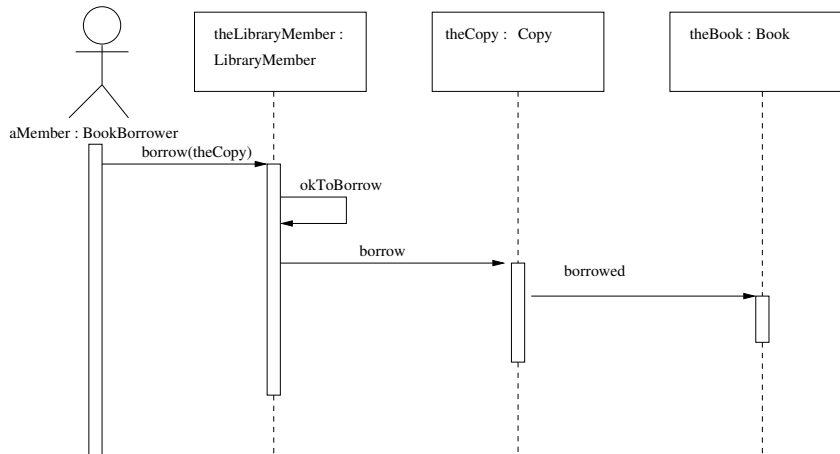 theLibraryMember :
LibraryMember
theCopy : Copy
theBook : Book
aMember : BookBorrower
borrow(theCopy)
okToBorrow
borrow
borrowed